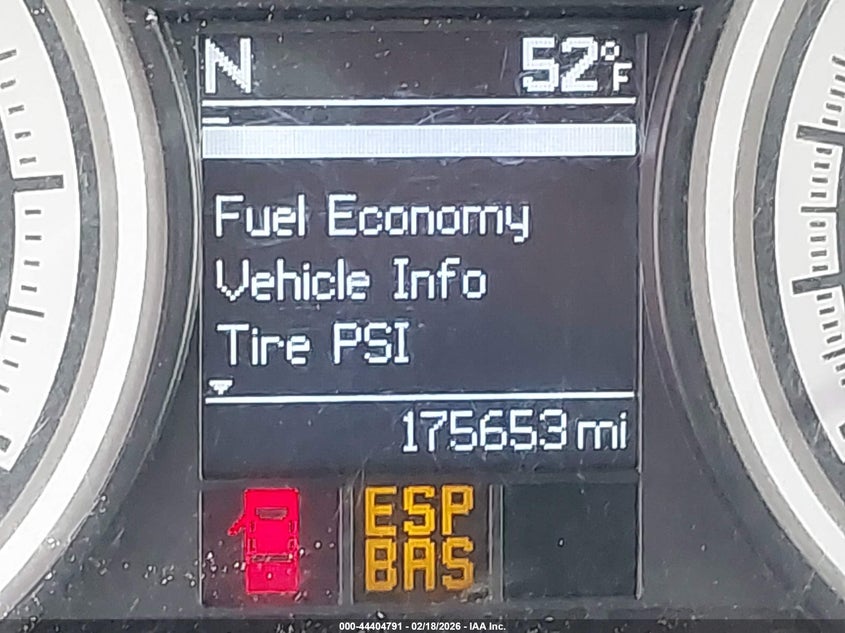 N 52°F
Fuel Economy
Vehicle Info
Tire PSI
175653 mi
ESP
BAS
000-44404791 - 02/18/2026 - IAA Inc.